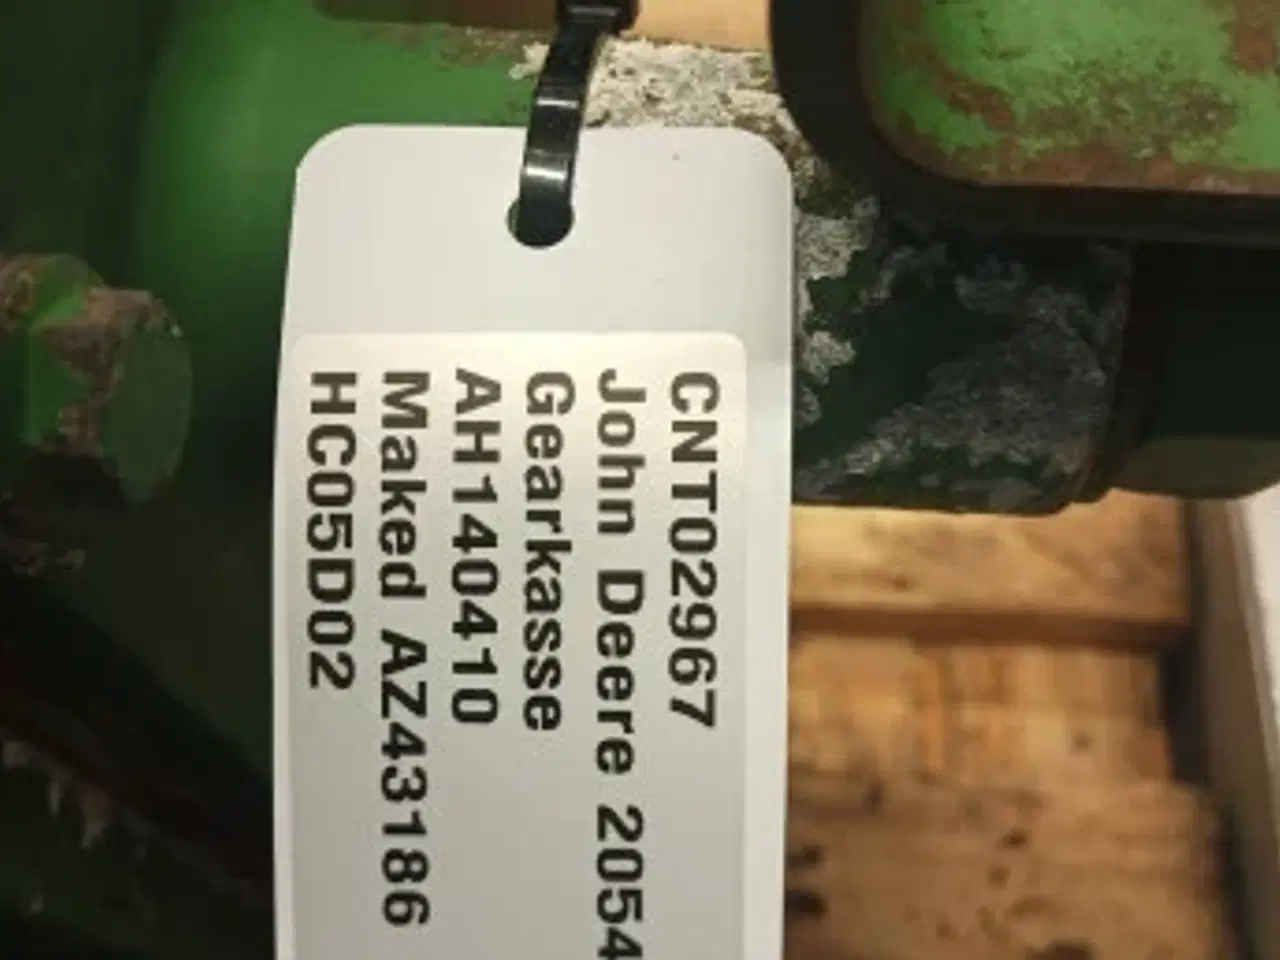 CNT02967
John Deere 2054
Gearkasse
AH140410
Maked AZ43186
HC05D02